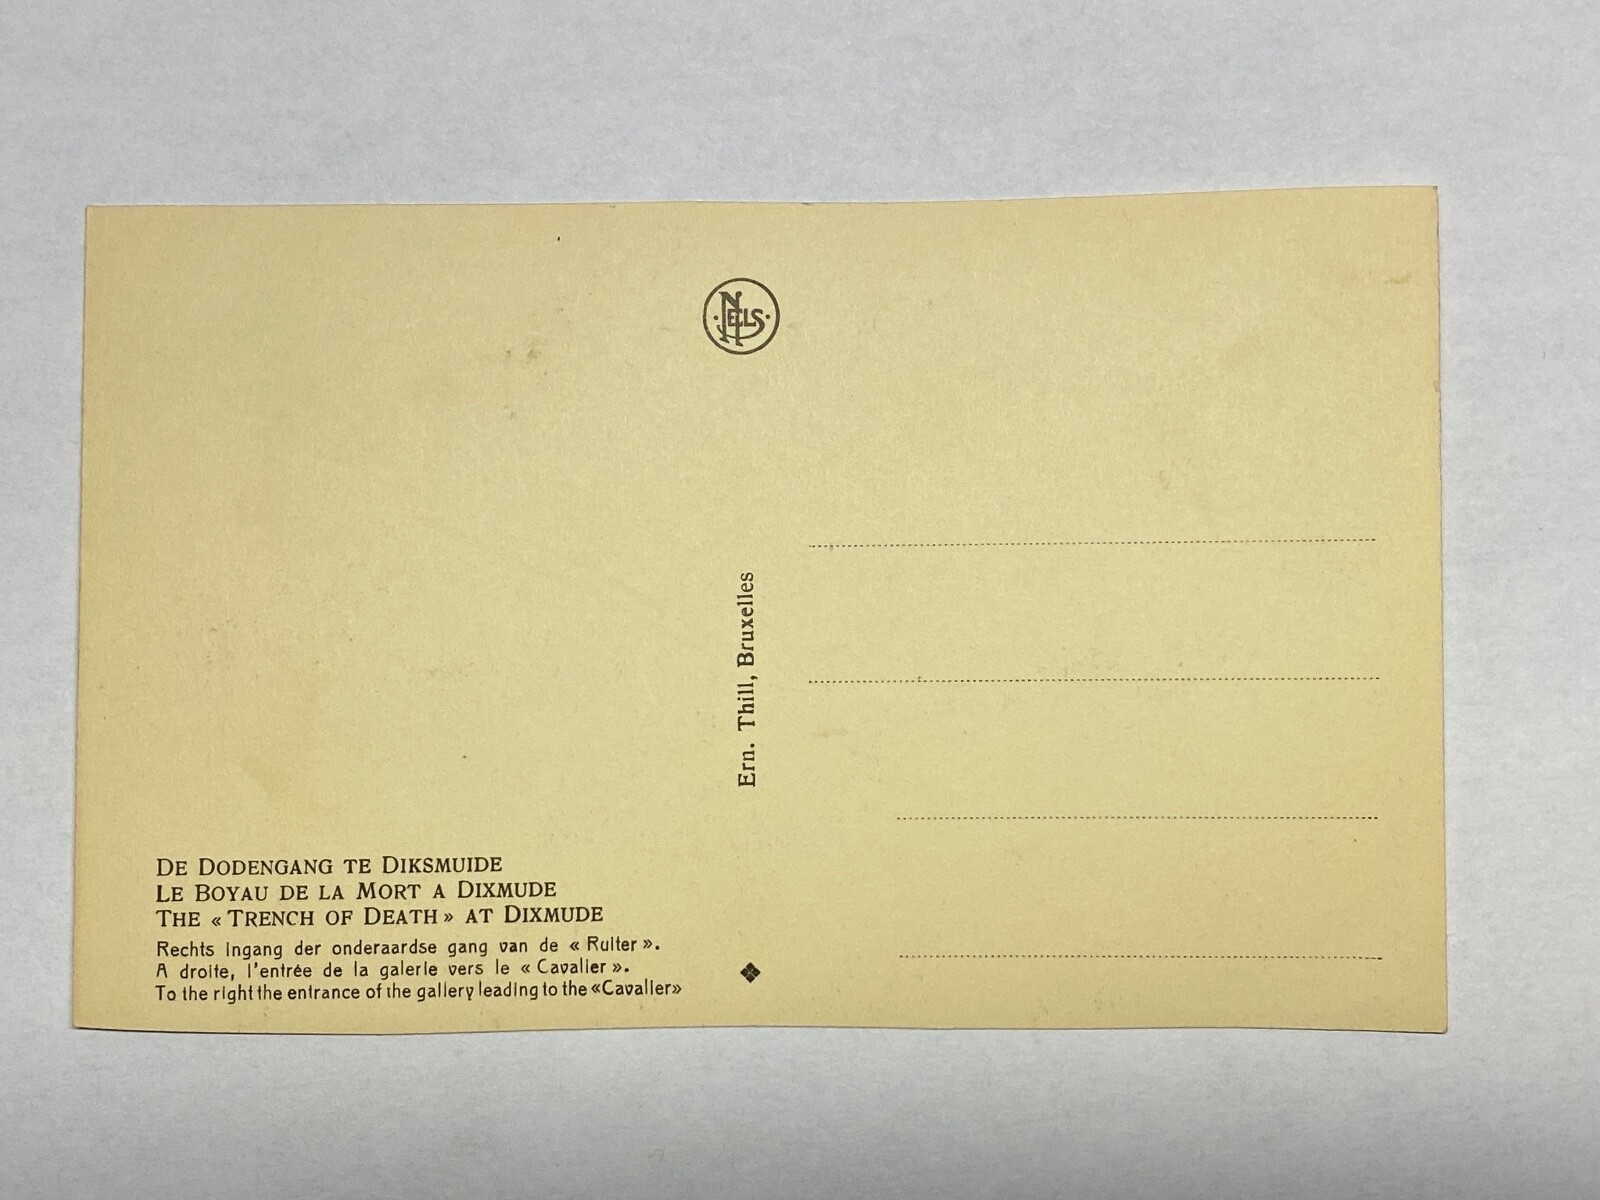 NELS
Ern. Thill, Bruxelles
DE DODENGANG TE DIKSMUIDE
LE BOYAU DE LA MORT A DIXMUDE
THE « TRENCH OF DEATH » AT DIXMUDE
Rechts Ingang der onderaardse gang van de « Ruiter ».
A droite, l'entrée de la galerie vers le « Cavalier ».
To the right the entrance of the gallery leading to the «Cavalier»